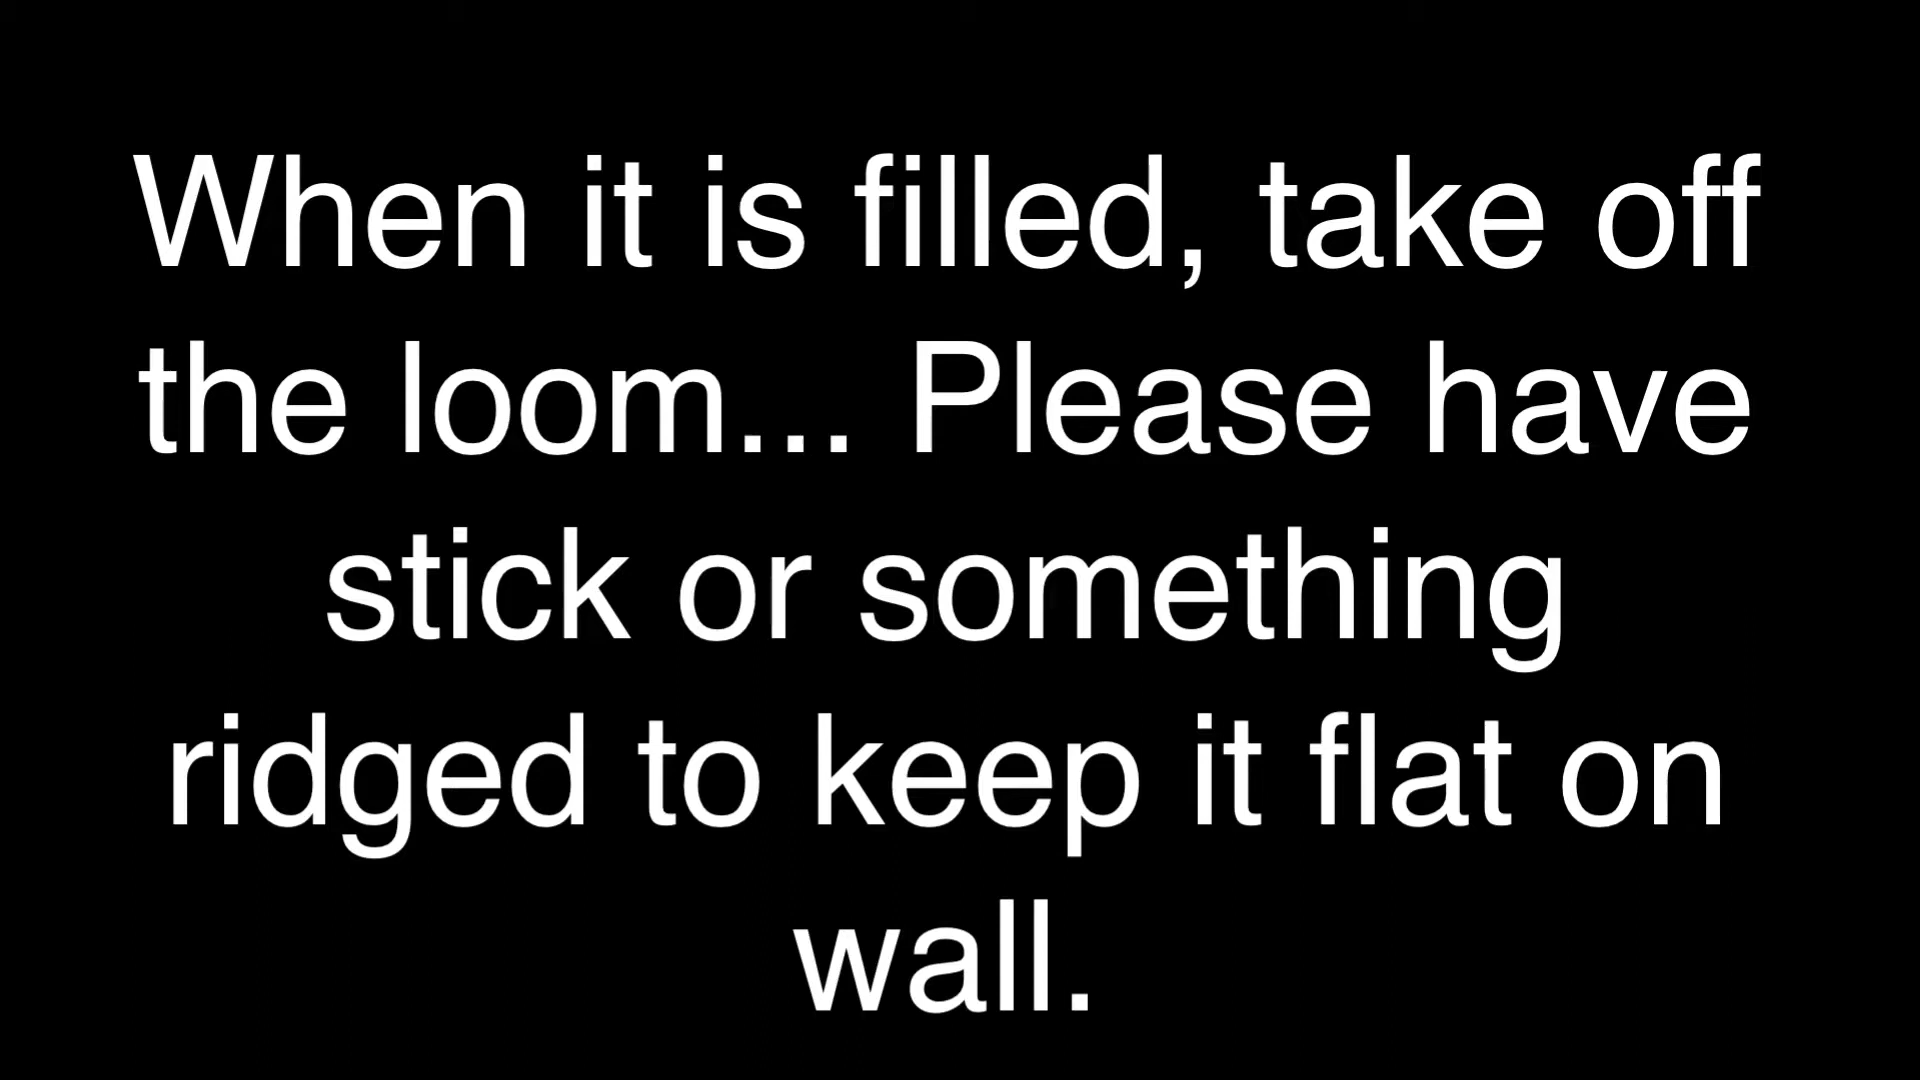 When it is filled, take off
the loom... Please have
stick or something
ridged to keep it flat on
wall.